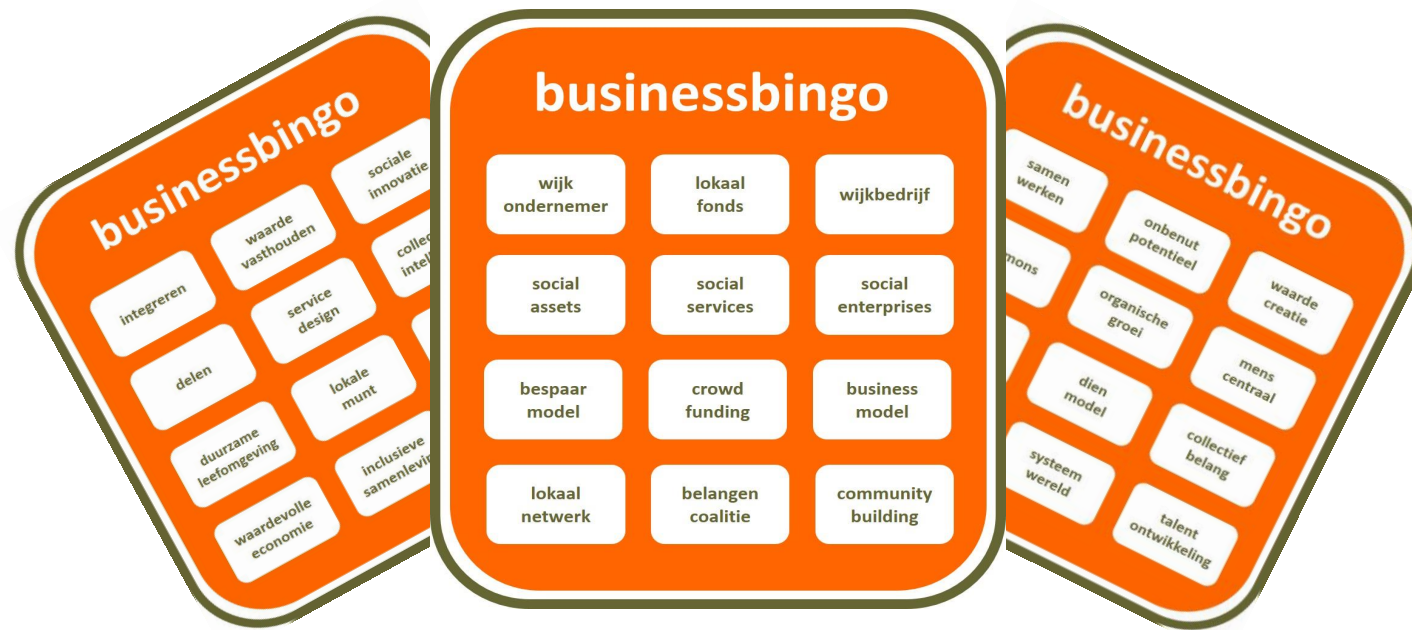 businessbingo
sociale
innovatie
waarde
vasthouden
integreren
service
design
delen
lokale
munt
duurzame
leefomgeving
inclusieve
waardevolle
economie
businessbingo
wijk
ondernemer
lokaal
fonds
wijkbedrijf
social
assets
social
services
social
enterprises
bespaar
model
crowd
funding
business
model
lokaal
netwerk
belangen
coalitie
community
building
businessbingo
samen
werken
onbenut
potentieel
waarde
creatie
organische
groei
mens
centraal
dien
model
collectief
belang
systeem
wereld
talent
ontwikkeling